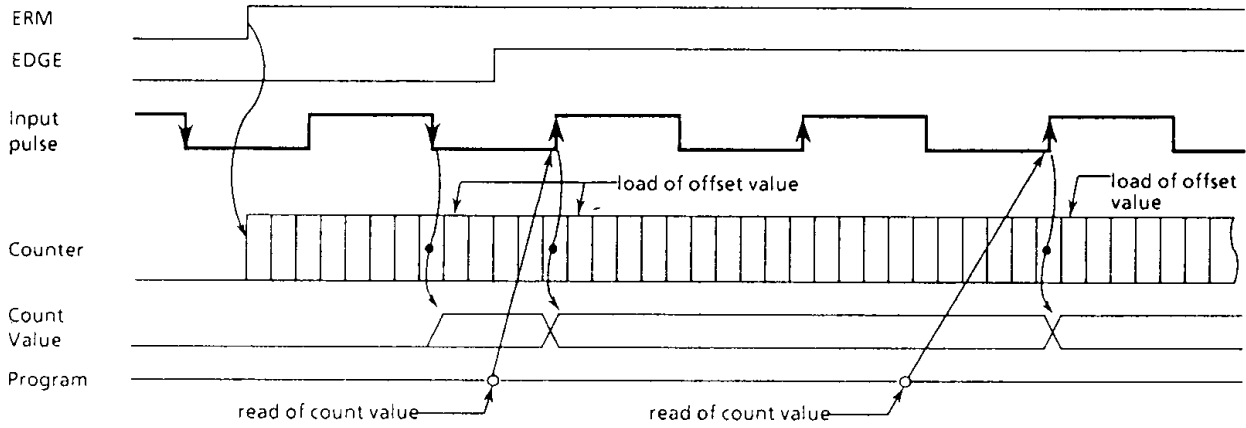 ERM
EDGE
Input
pulse
load of offset value
load of offset
value
Counter
Count
Value
Program
read of count value
read of count value